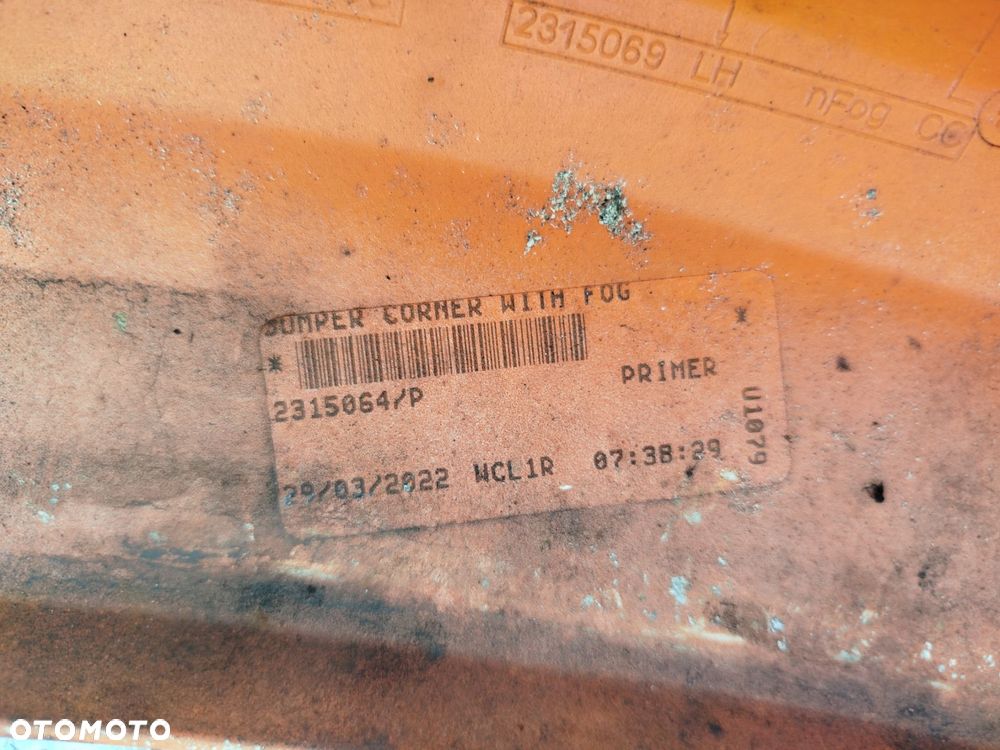 2315069 LH nFog CC
BUMPER CORNER WITH FOG
* *
2315064/P
PRIMER
U1079
29/03/2022 WCL1R 07:38:29
OTOMOTO